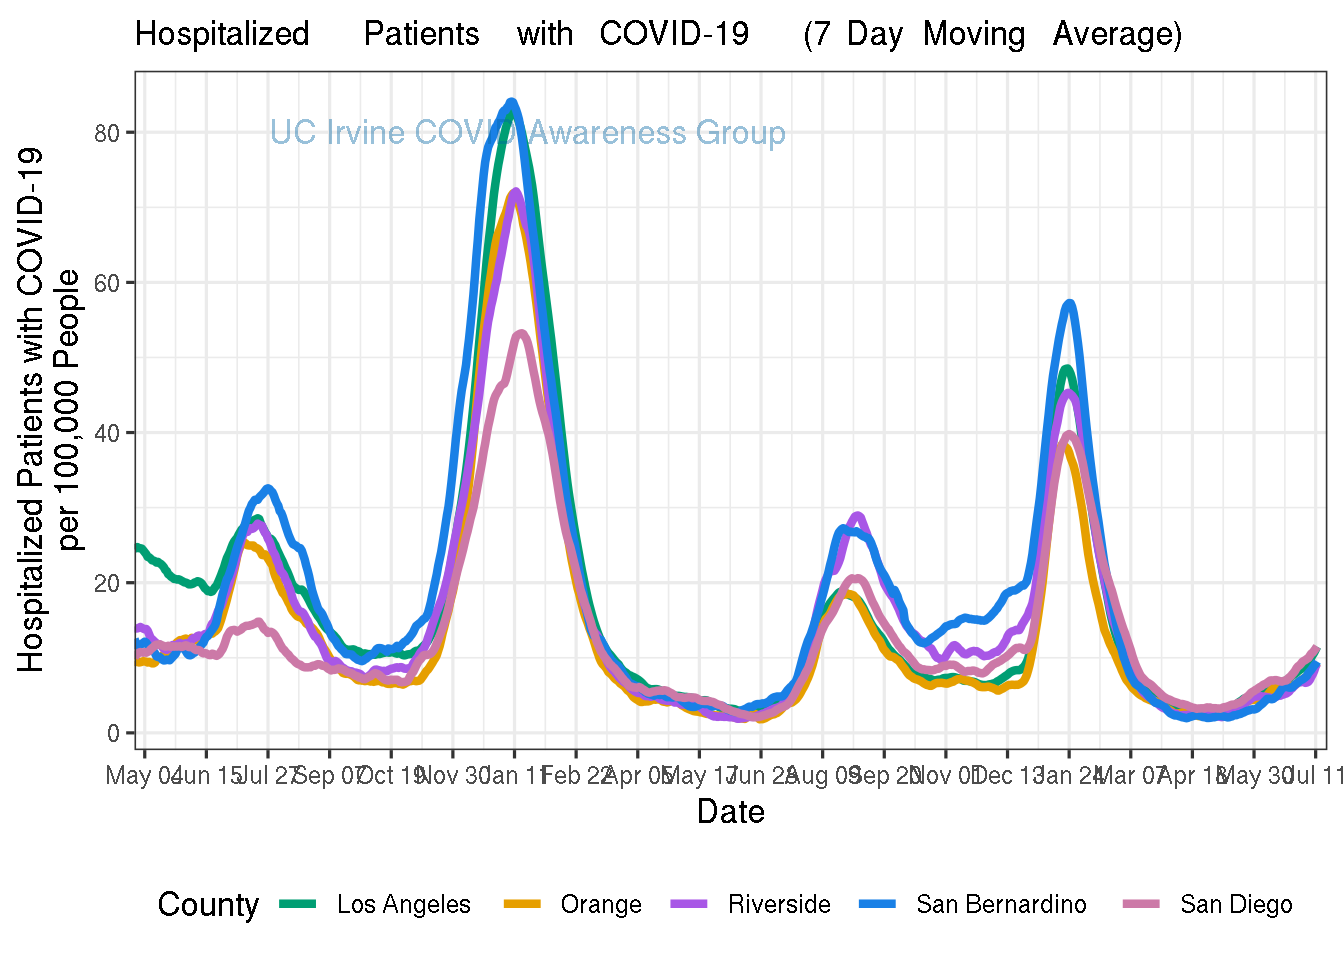 Hospitalized Patients with COVID-19 (7 Day Moving Average)
UC Irvine COVID Awareness Group
Hospitalized Patients with COVID-19
per 100,000 People
80
60
40
20
0
May 04 Jun 15 Jul 27 Sep 07 Oct 19 Nov 30 Jan 11 Feb 22 Apr 05 May 17 Jun 28 Aug 09 Sep 20 Nov 01 Dec 13 Jan 24 Mar 07 Apr 18 May 30 Jul 11
Date
County Los Angeles Orange Riverside San Bernardino San Diego